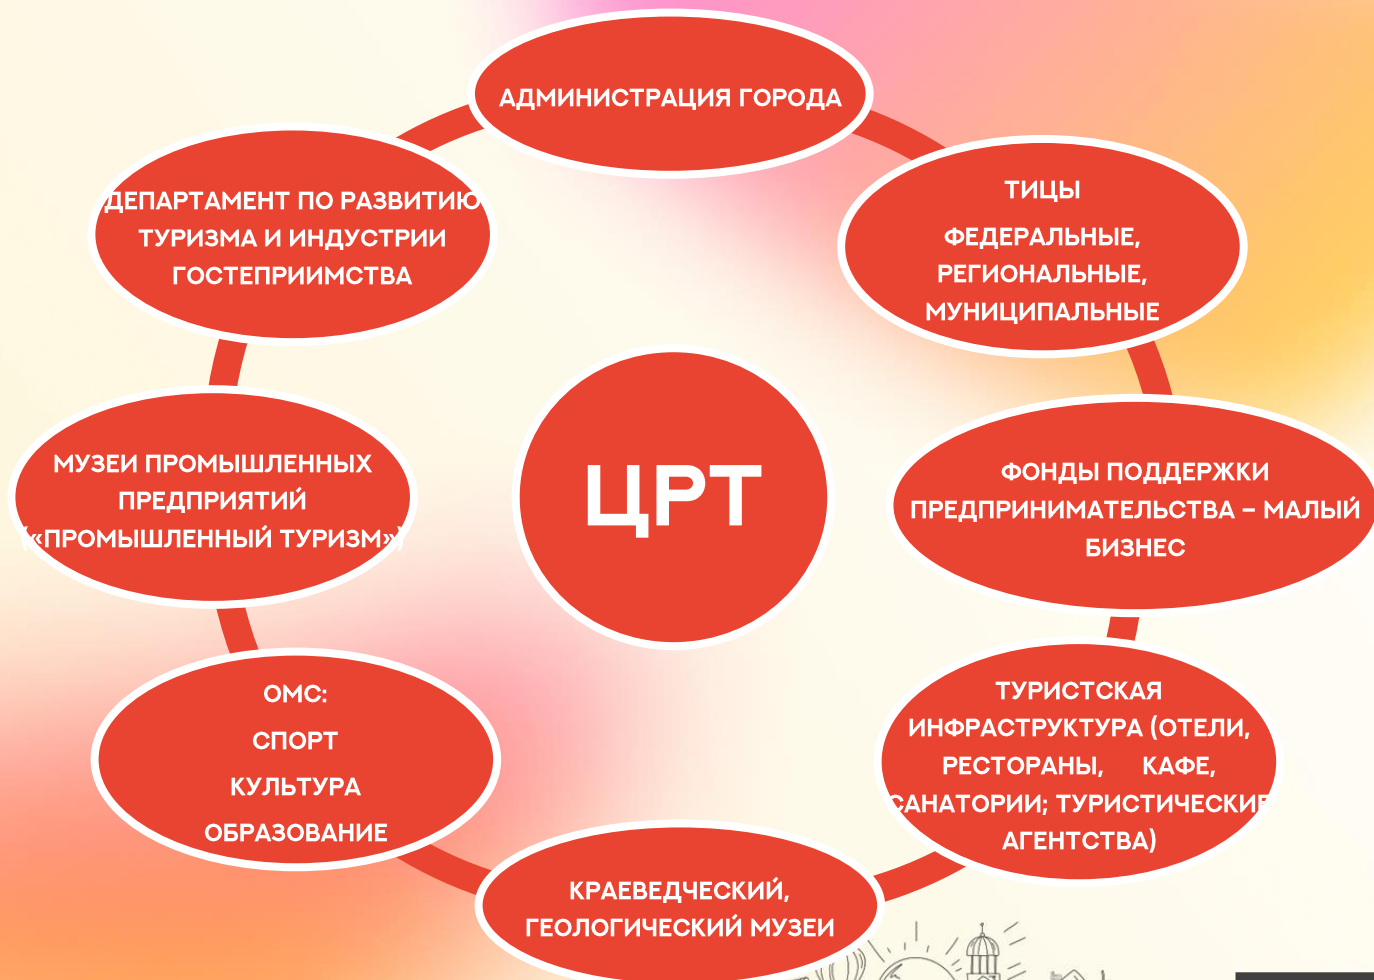 АДМИНИСТРАЦИЯ ГОРОДА
ТИЦЫ
ФЕДЕРАЛЬНЫЕ,
РЕГИОНАЛЬНЫЕ,
МУНИЦИПАЛЬНЫЕ
ФОНДЫ ПОДДЕРЖКИ
ПРЕДПРИНИМАТЕЛЬСТВА – МАЛЫЙ
БИЗНЕС
ТУРИСТСКАЯ
ИНФРАСТРУКТУРА (ОТЕЛИ,
РЕСТОРАНЫ, КАФЕ,
САНАТОРИИ; ТУРИСТИЧЕСКИЕ
АГЕНТСТВА)
КРАЕВЕДЧЕСКИЙ,
ГЕОЛОГИЧЕСКИЙ МУЗЕИ
ОМС:
СПОРТ
КУЛЬТУРА
ОБРАЗОВАНИЕ
МУЗЕИ ПРОМЫШЛЕННЫХ
ПРЕДПРИЯТИЙ
(«ПРОМЫШЛЕННЫЙ ТУРИЗМ»)
ДЕПАРТАМЕНТ ПО РАЗВИТИЮ
ТУРИЗМА И ИНДУСТРИИ
ГОСТЕПРИИМСТВА
ЦРТ